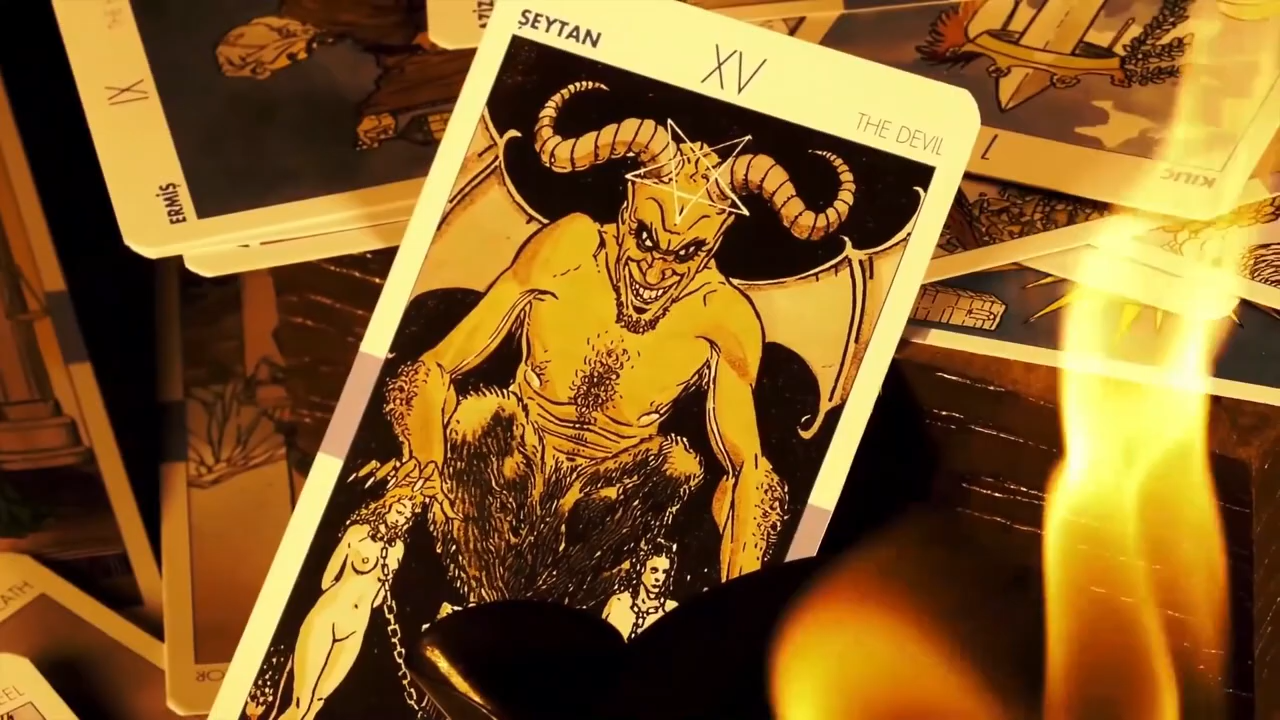 ŞEYTAN
XV
THE DEVIL
IX
ERMİŞ
KILIÇ